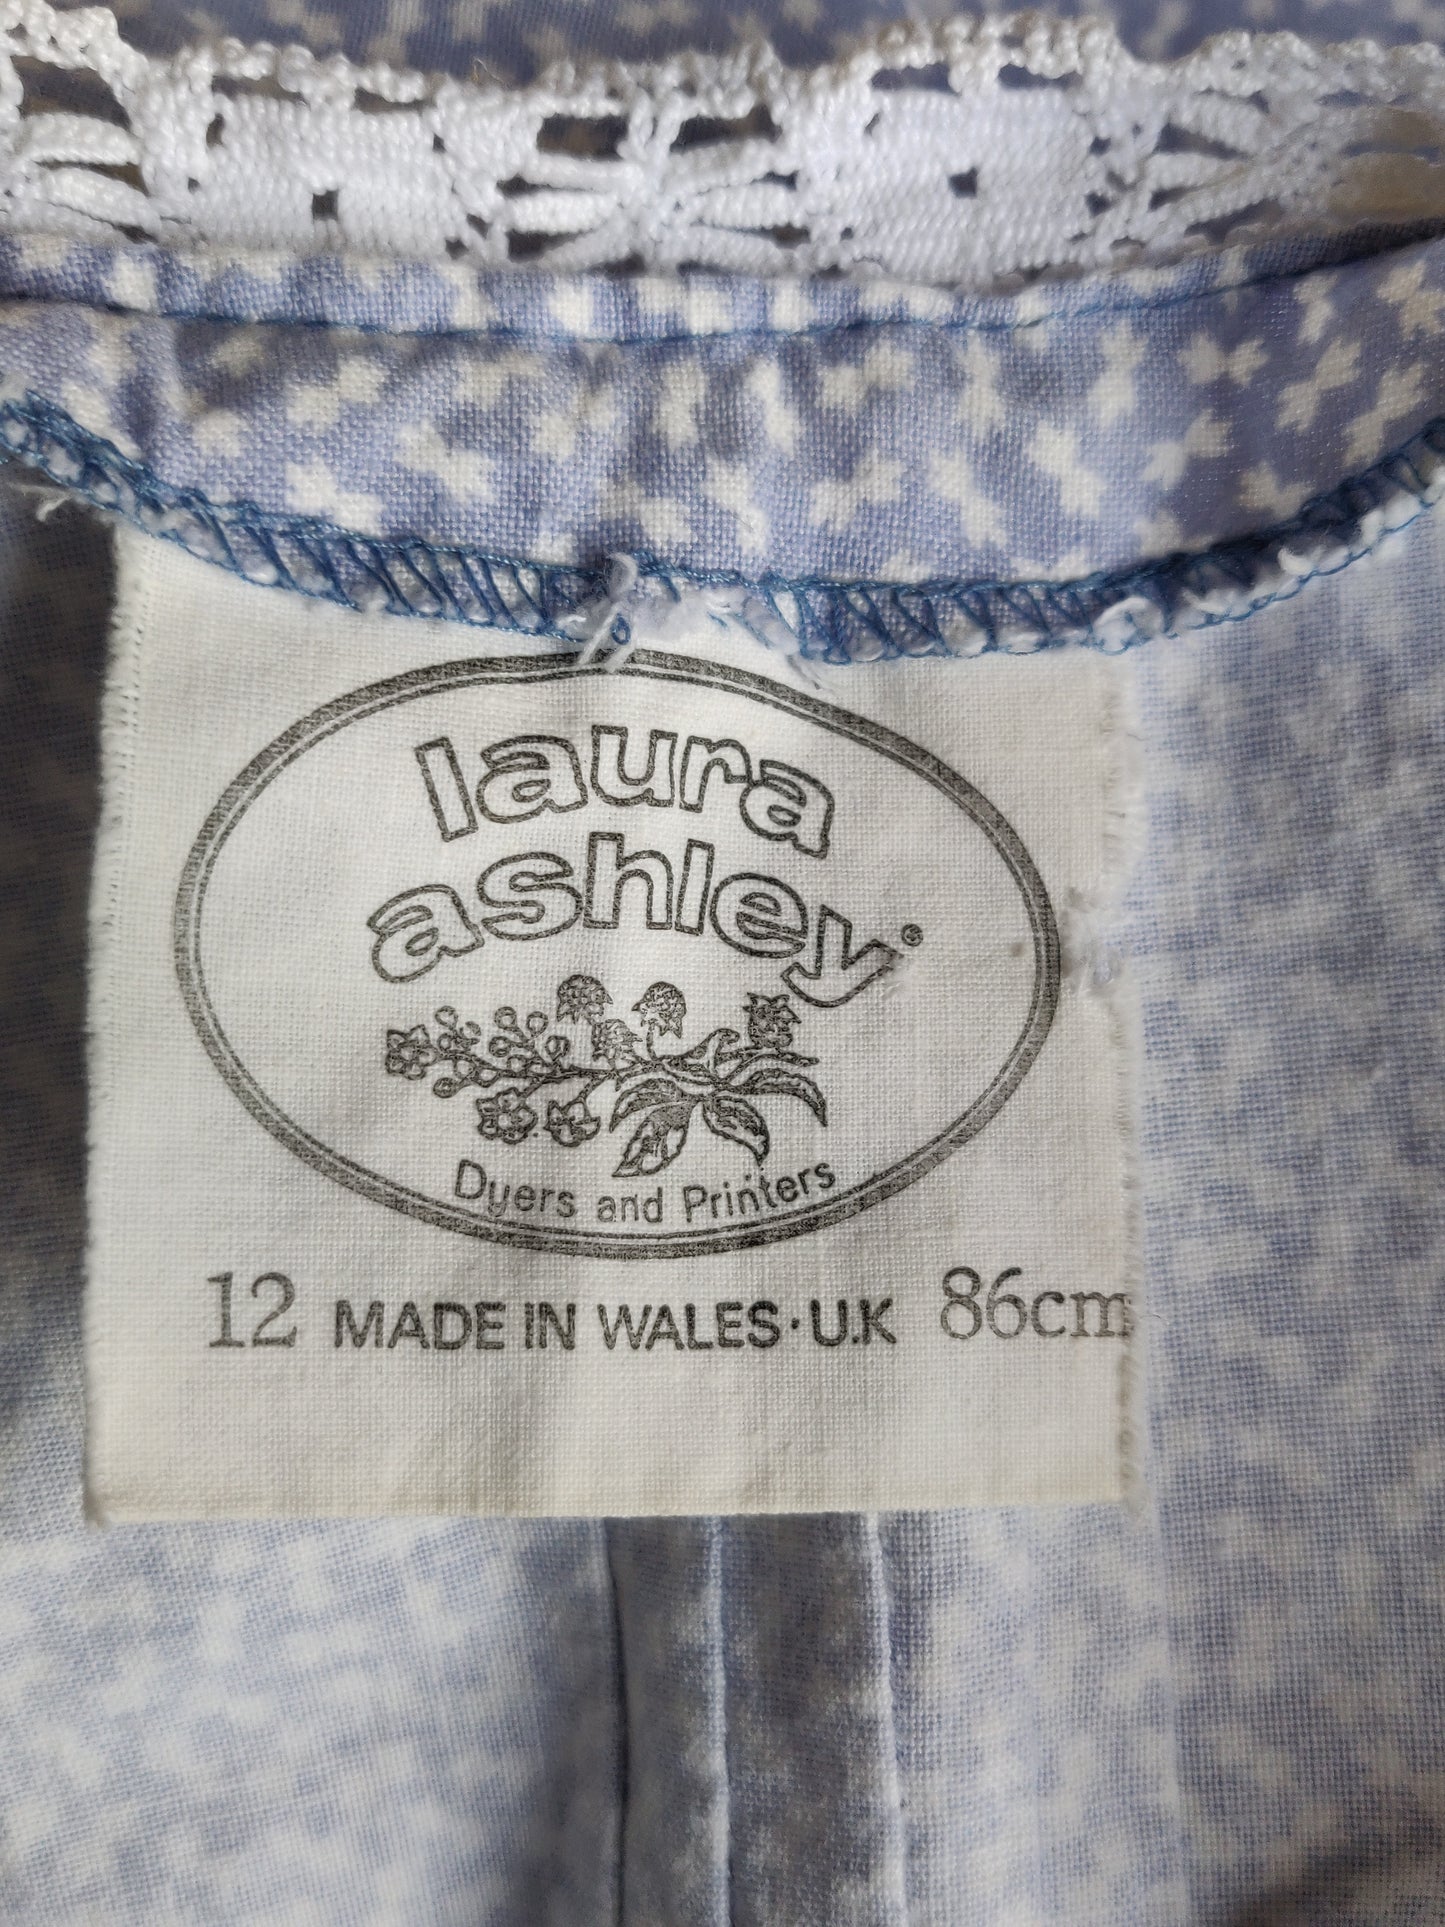 laura
ashley®
Dyers and Printers
12 MADE IN WALES·U.K 86cm